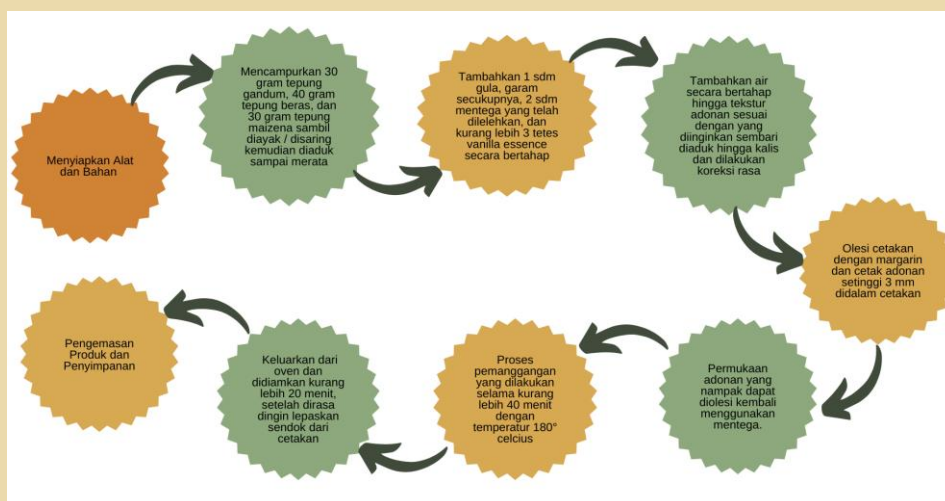 Menyiapkan Alat
dan Bahan
Mencampurkan 30
gram tepung
gandum, 40 gram
tepung beras, dan
30 gram tepung
maizena sambil
diayak / disaring
kemudian diaduk
sampai merata
Tambahkan 1 sdm
gula, garam
secukupnya, 2 sdm
mentega yang telah
dilelehkan, dan
kurang lebih 3 tetes
vanilla essence
secara bertahap
Tambahkan air
secara bertahap
hingga tekstur
adonan sesuai
dengan yang
diinginkan sembari
diaduk hingga kalis
dan dilakukan
koreksi rasa
Olesi cetakan
dengan margarin
dan cetak adonan
setinggi 3 mm
didalam cetakan
Permukaan
adonan yang
nampak dapat
diolesi kembali
menggunakan
mentega.
Proses
pemanggangan
yang dilakukan
selama kurang
lebih 40 menit
dengan
temperatur 180°
celcius
Keluarkan dari
oven dan
didiamkan kurang
lebih 20 menit,
setelah dirasa
dingin lepaskan
sendok dari
cetakan
Pengemasan
Produk dan
Penyimpanan